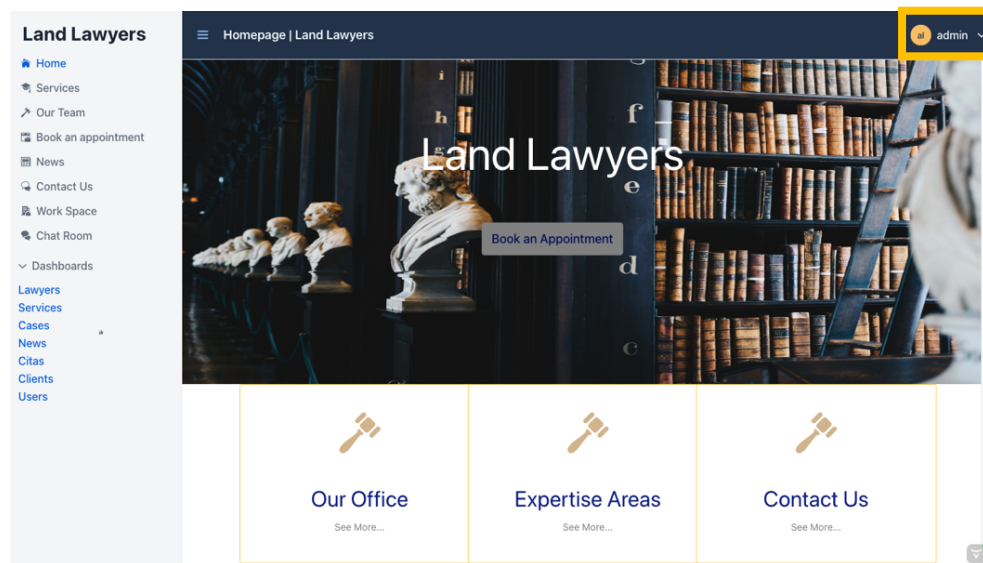 Land Lawyers
Home
Services
Our Team
Book an appointment
News
Contact Us
Work Space
Chat Room
Dashboards
Lawyers
Services
Cases
News
Citas
Clients
Users
Homepage | Land Lawyers
al admin
i
h
g
f
e
d
c
Land Lawyers
Book an Appointment
Our Office
See More...
Expertise Areas
See More...
Contact Us
See More...